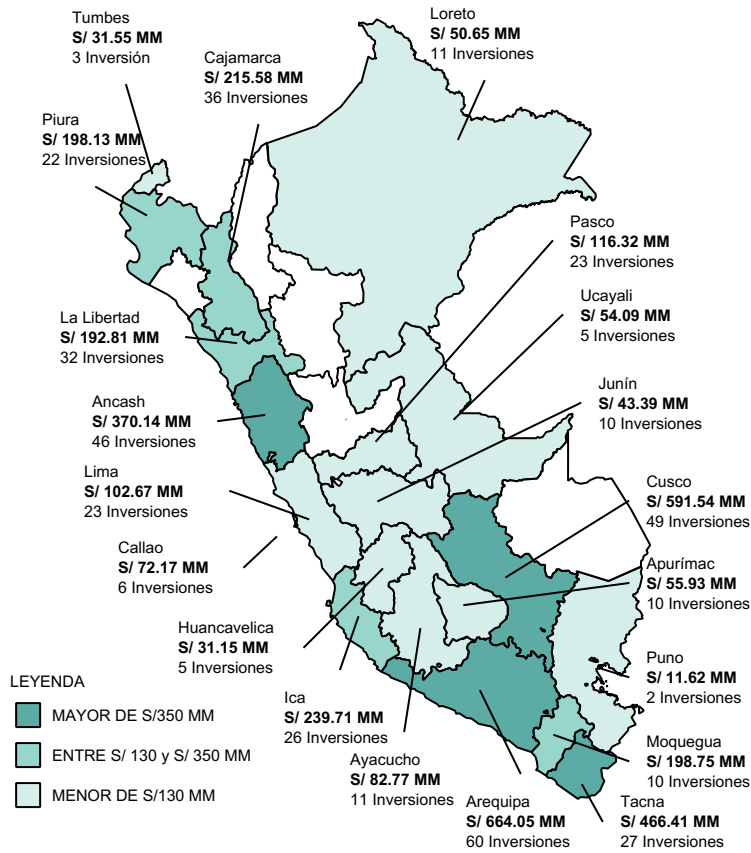 Tumbes
S/ 31.55 MM
3 Inversión
Loreto
S/ 50.65 MM
11 Inversiones
Cajamarca
S/ 215.58 MM
36 Inversiones
Piura
S/ 198.13 MM
22 Inversiones
Pasco
S/ 116.32 MM
23 Inversiones
Ucayali
S/ 54.09 MM
5 Inversiones
La Libertad
S/ 192.81 MM
32 Inversiones
Junín
S/ 43.39 MM
10 Inversiones
Ancash
S/ 370.14 MM
46 Inversiones
Lima
S/ 102.67 MM
23 Inversiones
Cusco
S/ 591.54 MM
49 Inversiones
Callao
S/ 72.17 MM
6 Inversiones
Apurímac
S/ 55.93 MM
10 Inversiones
Huancavelica
S/ 31.15 MM
5 Inversiones
Puno
S/ 11.62 MM
2 Inversiones
Ica
S/ 239.71 MM
26 Inversiones
Moquegua
S/ 198.75 MM
10 Inversiones
Ayacucho
S/ 82.77 MM
11 Inversiones
Arequipa
S/ 664.05 MM
60 Inversiones
Tacna
S/ 466.41 MM
27 Inversiones
LEYENDA
MAYOR DE S/350 MM
ENTRE S/ 130 y S/ 350 MM
MENOR DE S/130 MM